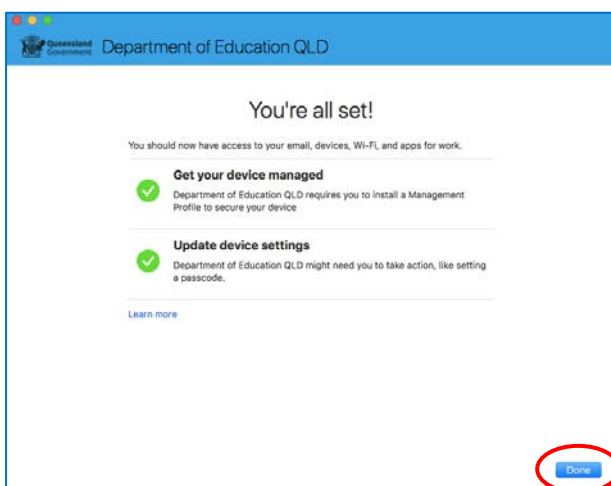 Queensland
Government
Department of Education QLD
You're all set!
You should now have access to your email, devices, Wi-Fi, and apps for work.
Get your device managed
Department of Education QLD requires you to install a Management
Profile to secure your device
Update device settings
Department of Education QLD might need you to take action, like setting
a passcode.
Learn more
Done